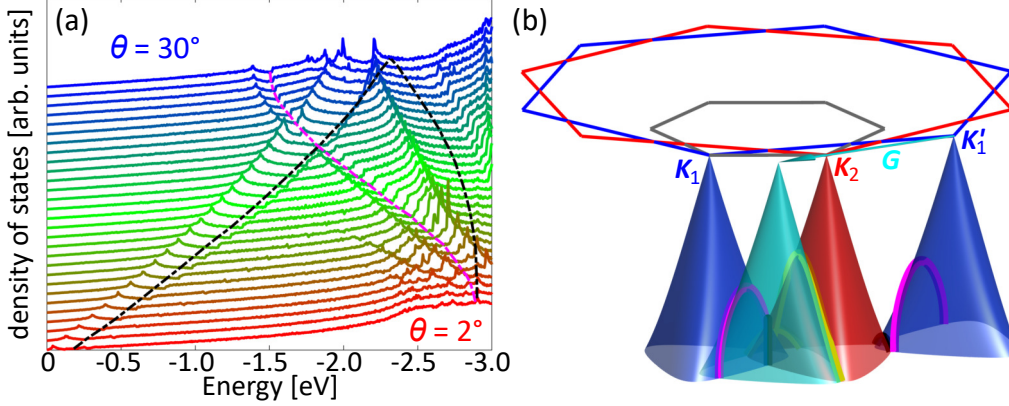 (a)
θ = 30°
density of states [arb. units]
θ = 2°
0 -0.5 -1.0 -1.5 -2.0 -2.5 -3.0
Energy [eV]
(b)
K₁
K₂
G
K₁′